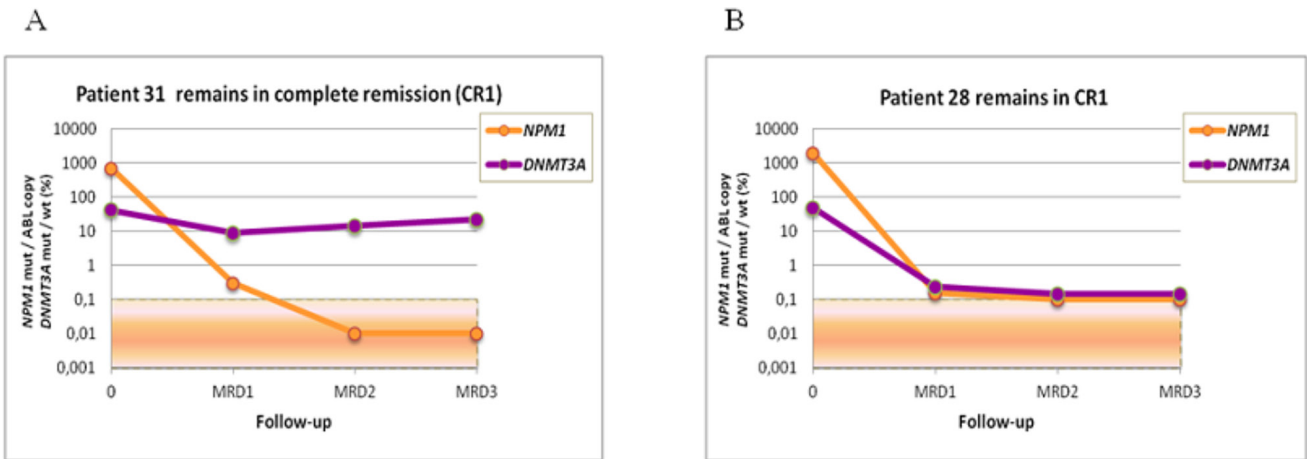 A
Patient 31 remains in complete remission (CR1)
NPM1
DNMT3A
NPM1 mut / ABL copy
DNMT3A mut / wt (%)
10000
1000
100
10
1
0,1
0,01
0,001
0 MRD1 MRD2 MRD3
Follow-up
B
Patient 28 remains in CR1
NPM1
DNMT3A
NPM1 mut / ABL copy
DNMT3A mut / wt (%)
10000
1000
100
10
1
0,1
0,01
0,001
0 MRD1 MRD2 MRD3
Follow-up